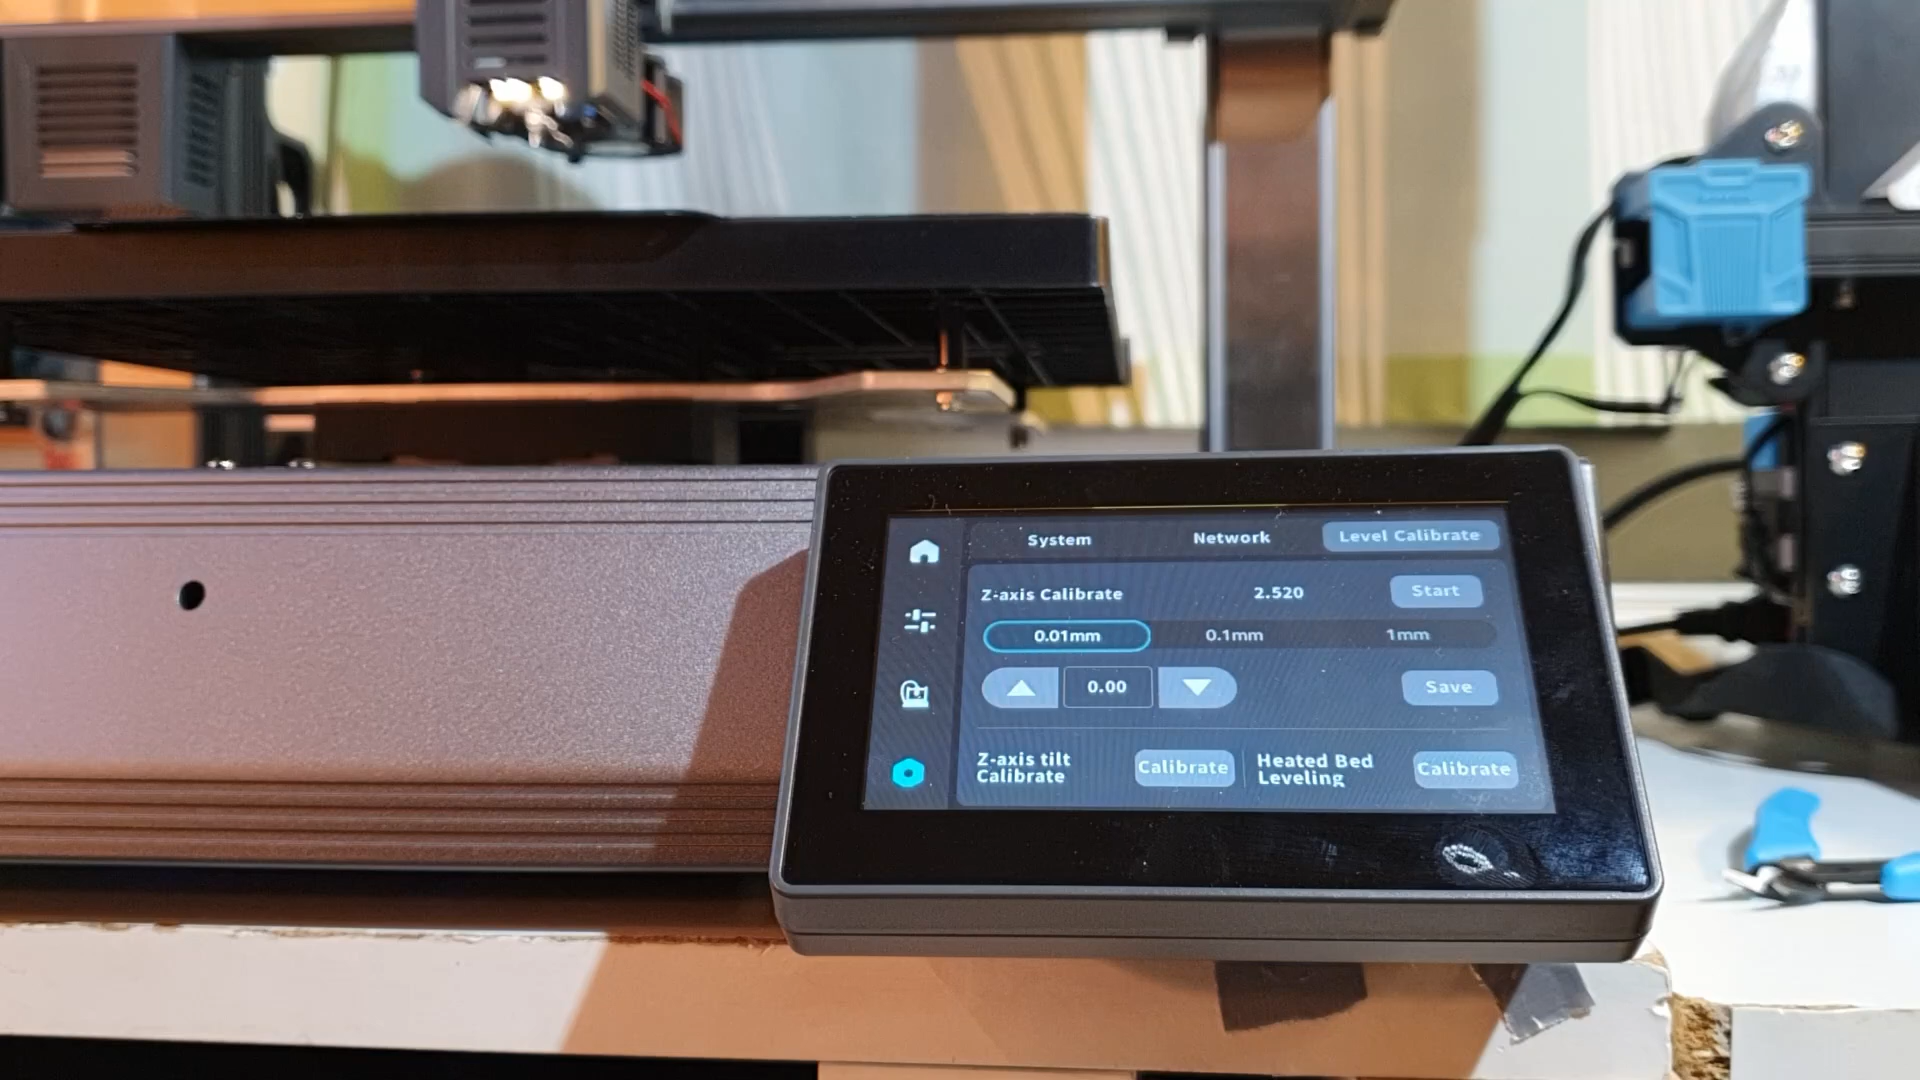 System Network Level Calibrate
Z-axis Calibrate 2.520 Start
0.01mm 0.1mm 1mm
0.00 Save
Z-axis tilt
Calibrate
Calibrate
Heated Bed
Leveling
Calibrate